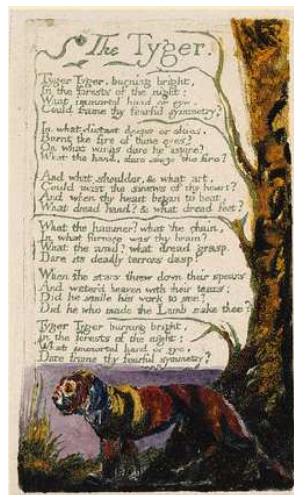 The Tyger.
Tyger Tyger, burning bright,
In the forests of the night;
What immortal hand or eye,
Could frame thy fearful symmetry?
In what distant deeps or skies.
Burnt the fire of thine eyes?
On what wings dare he aspire?
What the hand, dare sieze the fire?
And what shoulder, & what art,
Could twist the sinews of thy heart?
And when thy heart began to beat,
What dread hand? & what dread feet?
What the hammer? what the chain,
In what furnace was thy brain?
What the anvil? what dread grasp,
Dare its deadly terrors clasp!
When the stars threw down their spears
And water'd heaven with their tears:
Did he smile his work to see?
Did he who made the Lamb make thee?
Tyger Tyger burning bright,
In the forests of the night:
What immortal hand or eye,
Dare frame thy fearful symmetry?